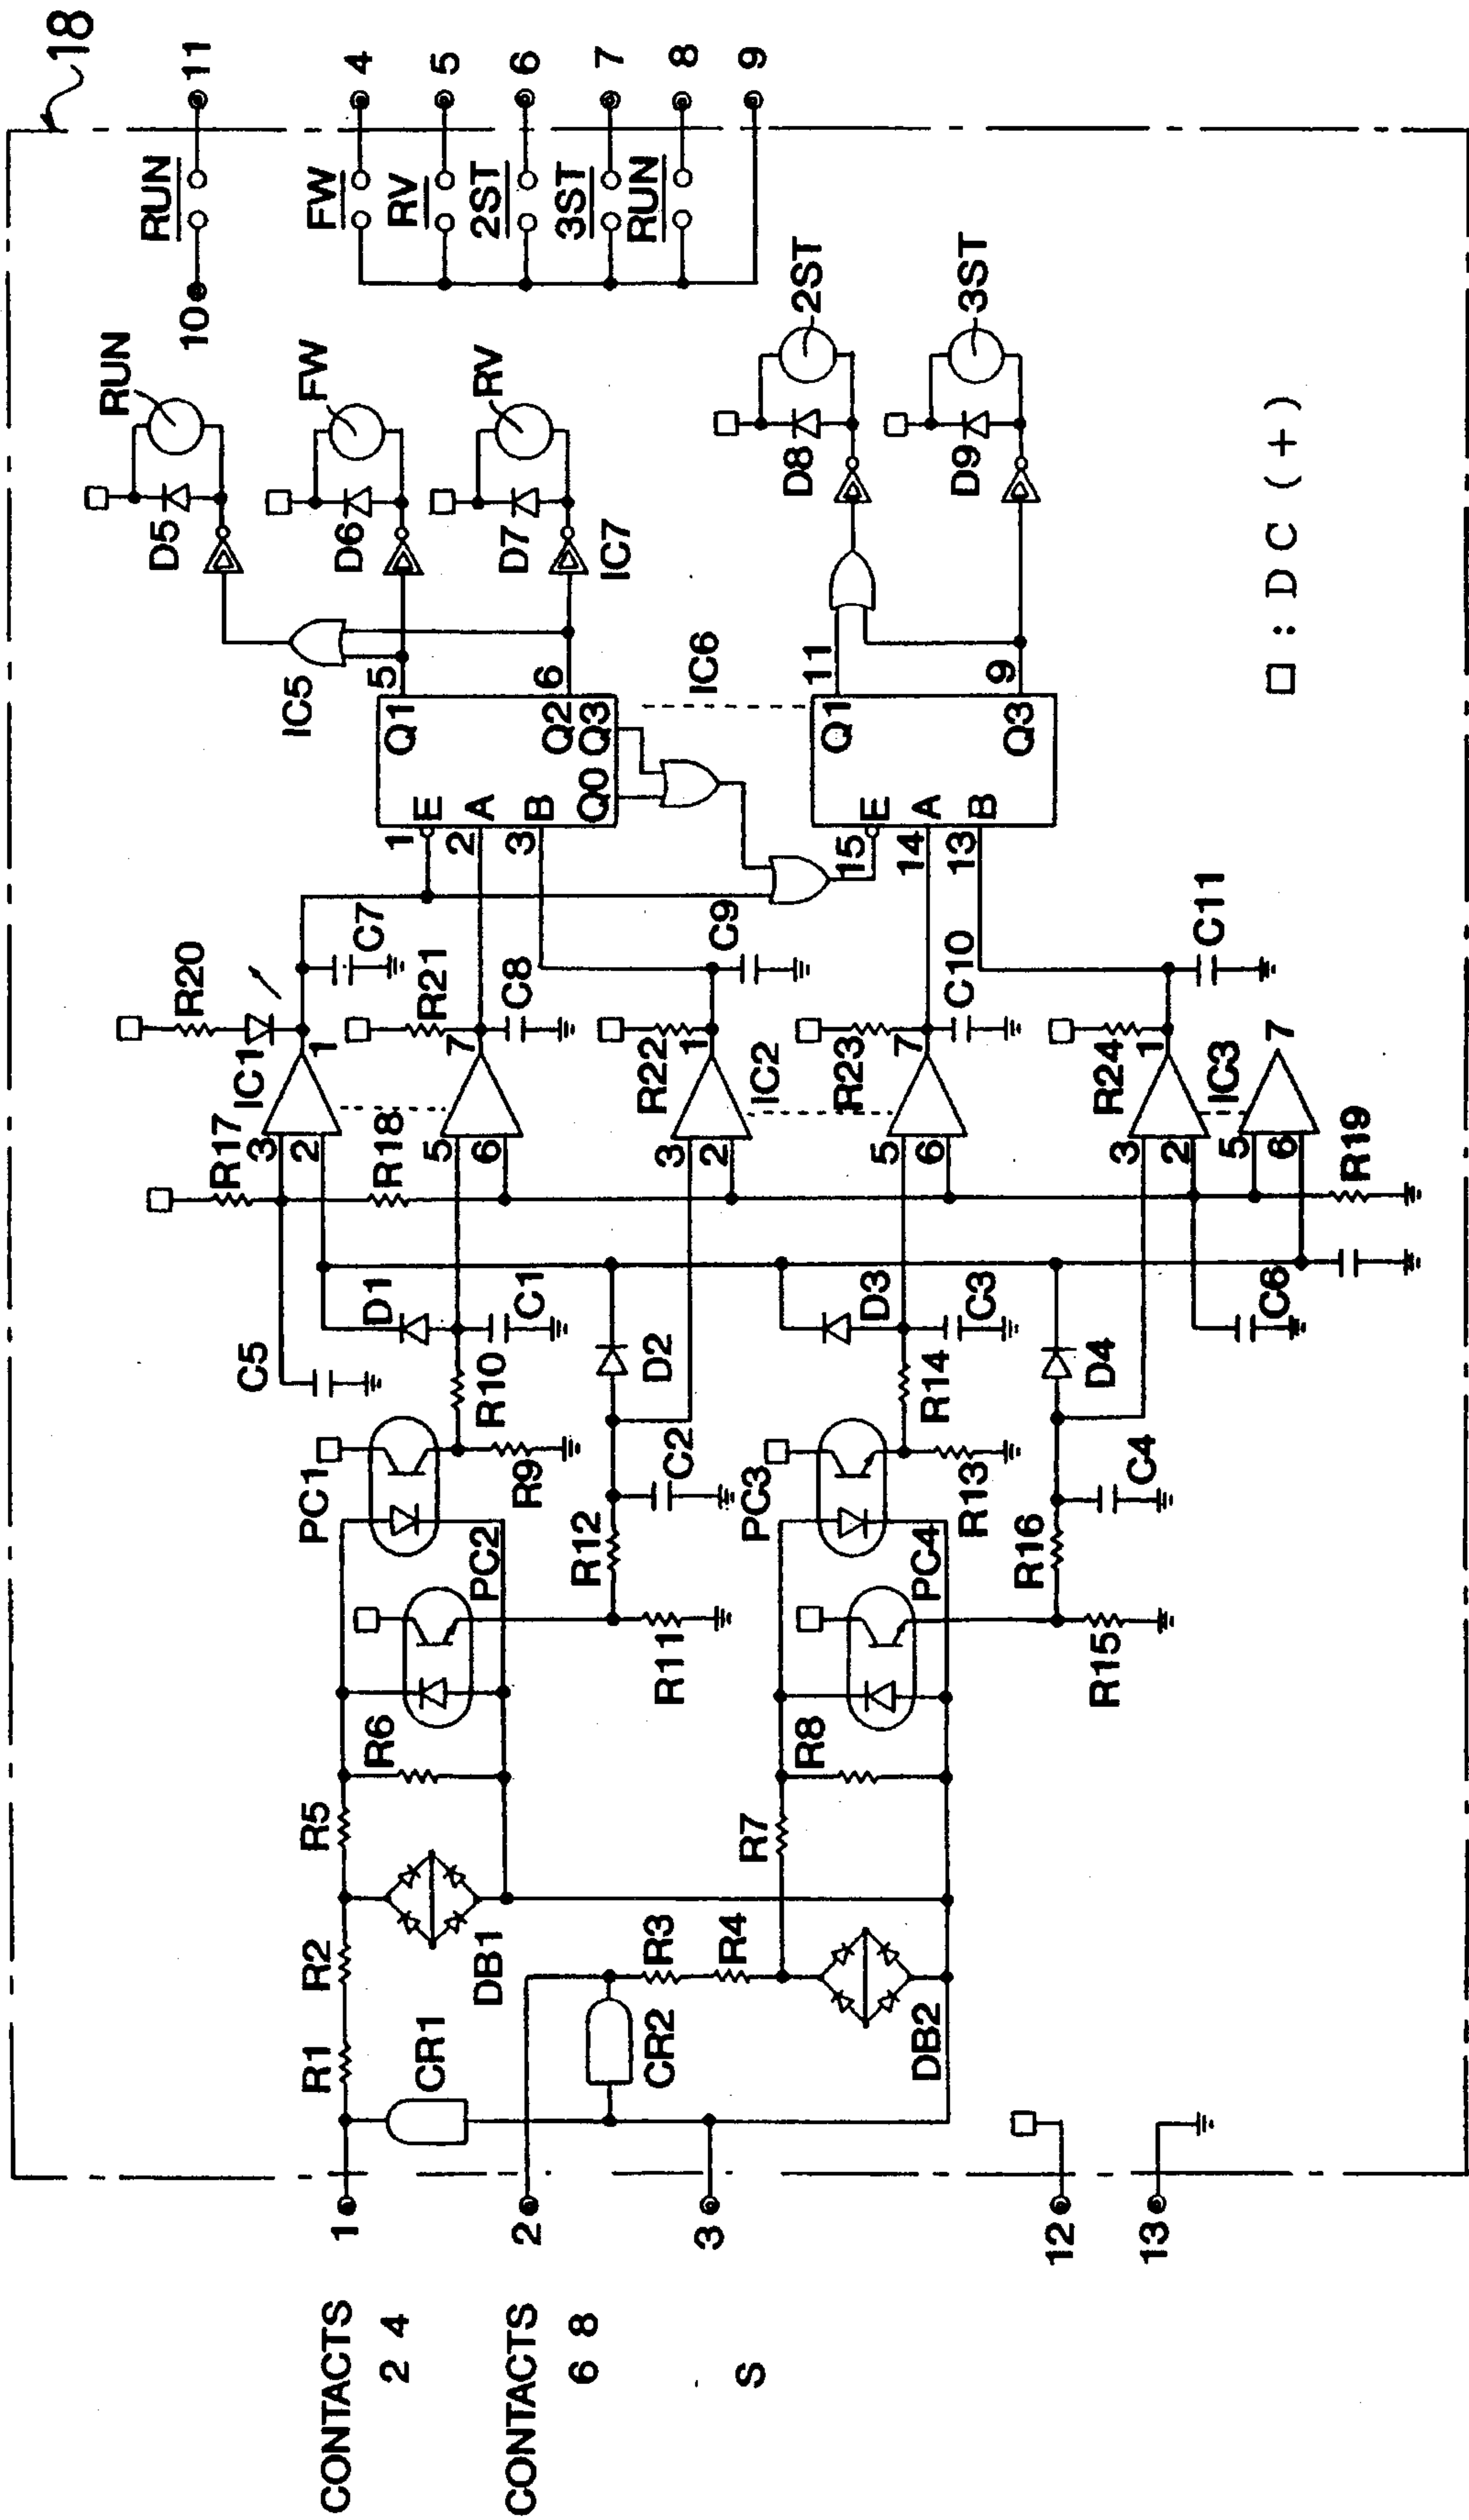 18
CONTACTS
2 4
CONTACTS
6 8
S
1
2
3
12
13
R1
R2
R5
R6
CR1
DB1
CR2
R3
R4
R7
R8
DB2
PC1
PC2
PC3
PC4
R9
R10
R11
R12
R13
R14
R15
R16
C5
D1
C1
D2
C2
D3
C3
D4
C4
C6
R17
R18
R19
3
2
IC1
1
5
6
7
3
2
1
IC2
5
6
7
3
2
1
IC3
5
6
7
R20
C7
R21
C8
R22
C9
R23
C10
R24
C11
1
E
2
A
3
B
Q0
Q1
Q2
Q3
5
6
IC5
IC6
15
E
14
A
13
B
Q1
Q3
11
9
D5
RUN
D6
FW
D7
RV
IC7
D8
2ST
D9
3ST
10
RUN
11
FW
4
RV
5
2ST
6
3ST
7
RUN
8
9
□ : DC (+)